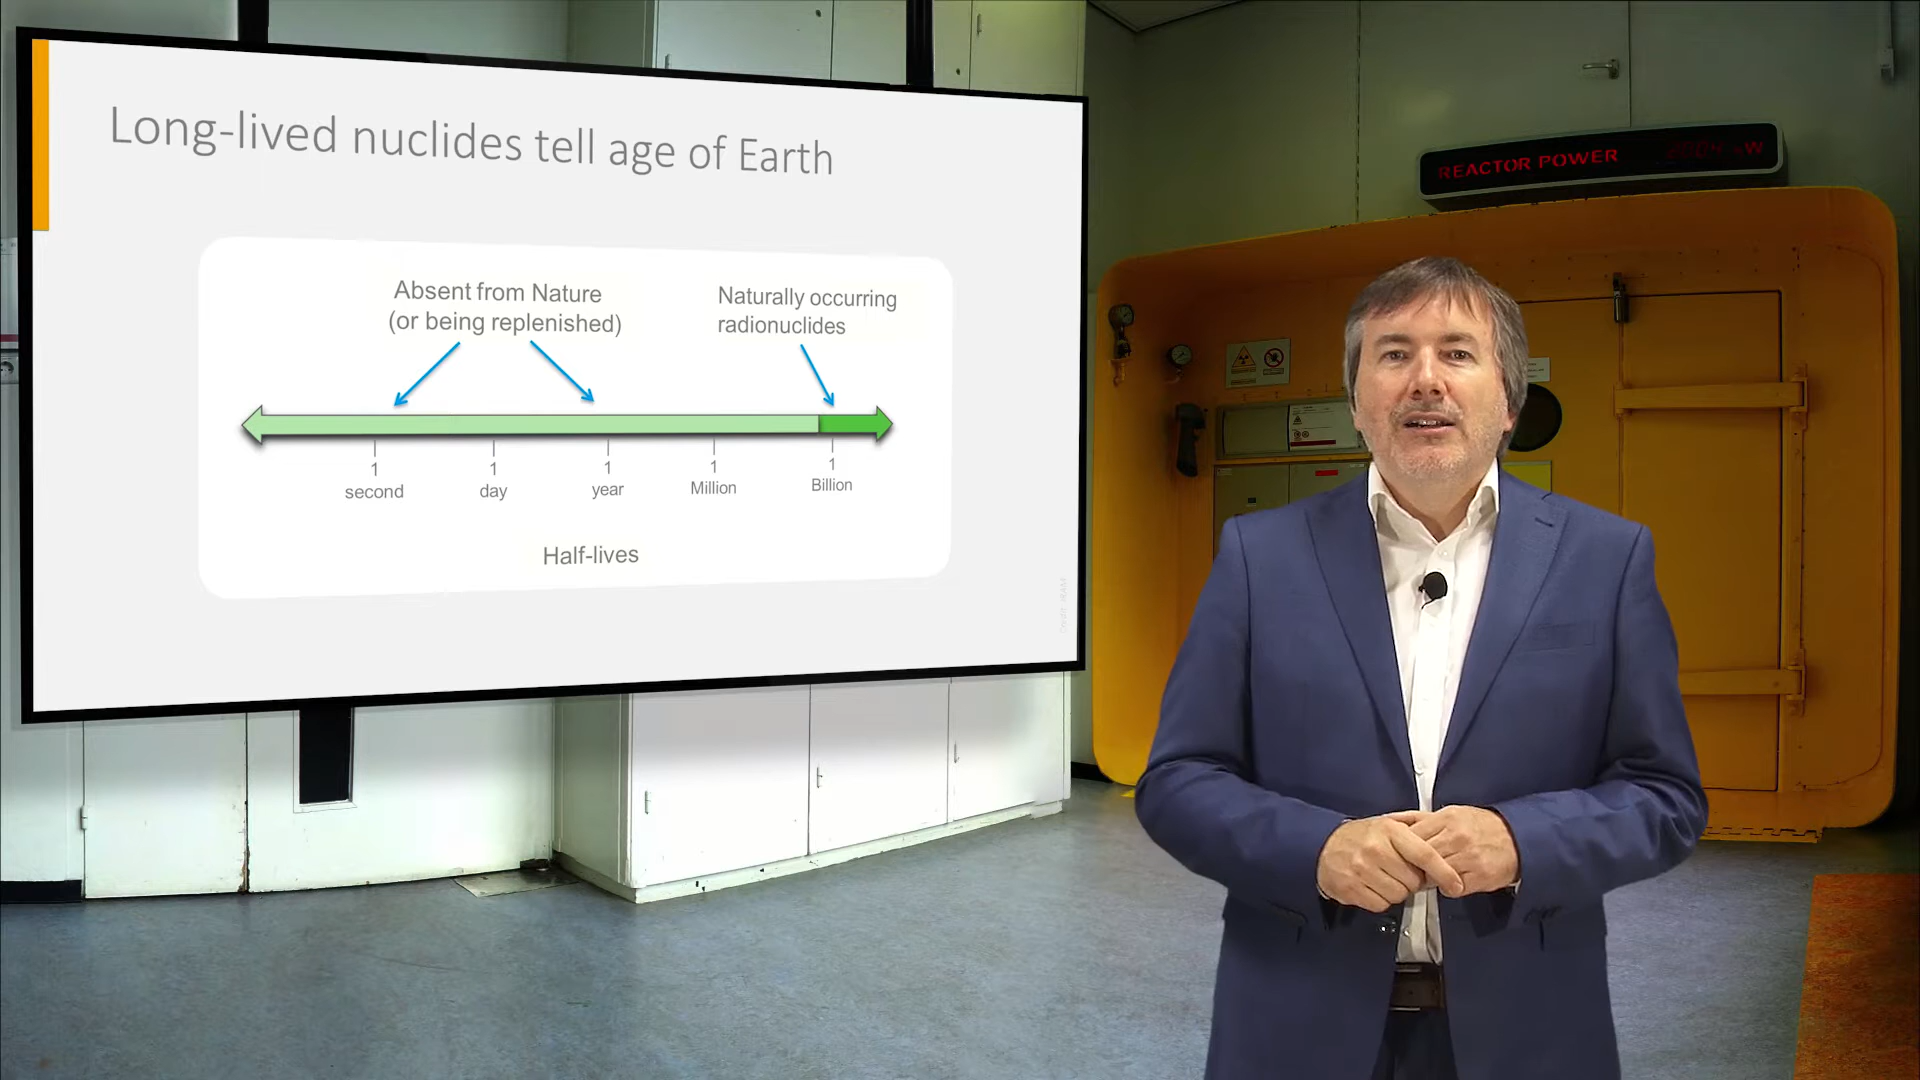 Long-lived nuclides tell age of Earth
Absent from Nature
(or being replenished)
Naturally occurring
radionuclides
1
second
1
day
1
year
1
Million
1
Billion
Half-lives
REACTOR POWER